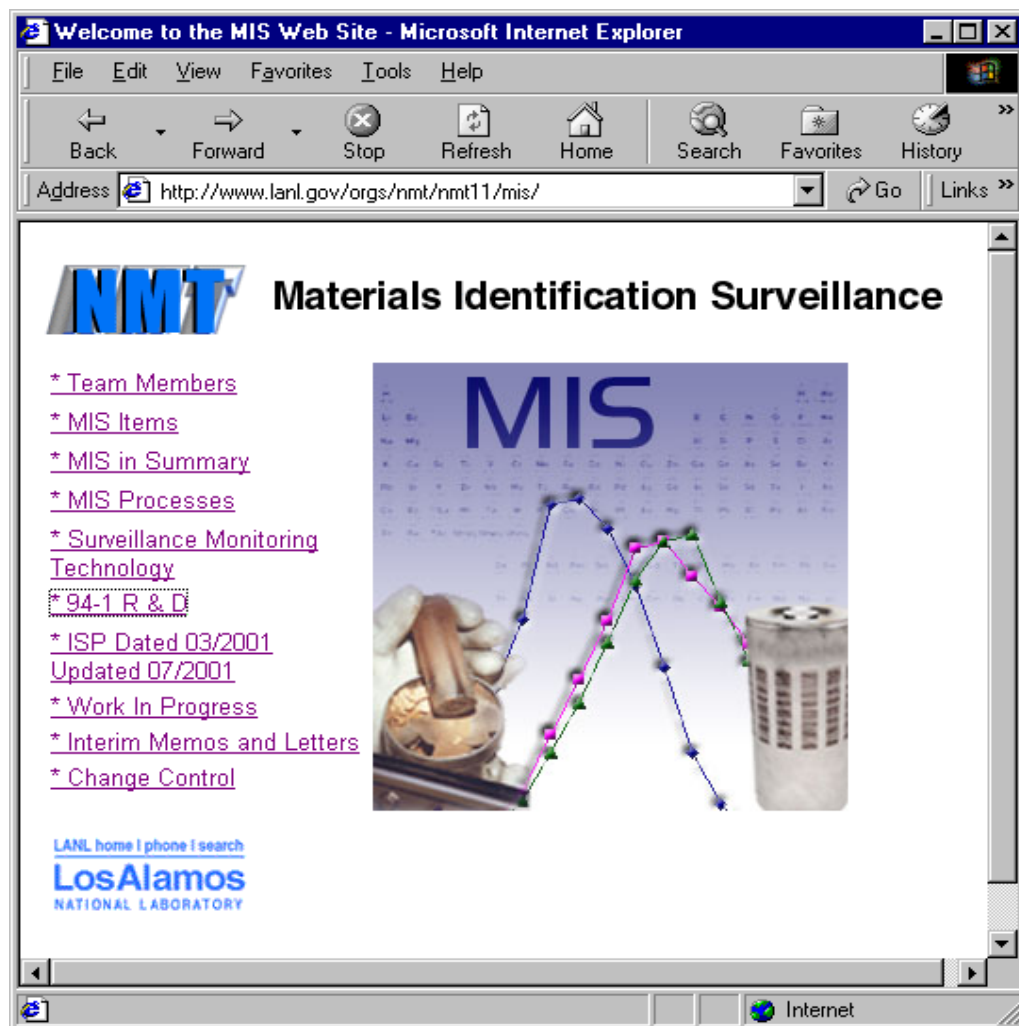 Welcome to the MIS Web Site - Microsoft Internet Explorer
File Edit View Favorites Tools Help
Back Forward Stop Refresh Home Search Favorites History »
Address http://www.lanl.gov/orgs/nmt/nmt11/mis/ Go Links »
NMT Materials Identification Surveillance
* Team Members
* MIS Items
* MIS in Summary
* MIS Processes
* Surveillance Monitoring
Technology
* 94-1 R & D
* ISP Dated 03/2001
Updated 07/2001
* Work In Progress
* Interim Memos and Letters
* Change Control
MIS
LANL home | phone | search
Los Alamos
NATIONAL LABORATORY
Internet